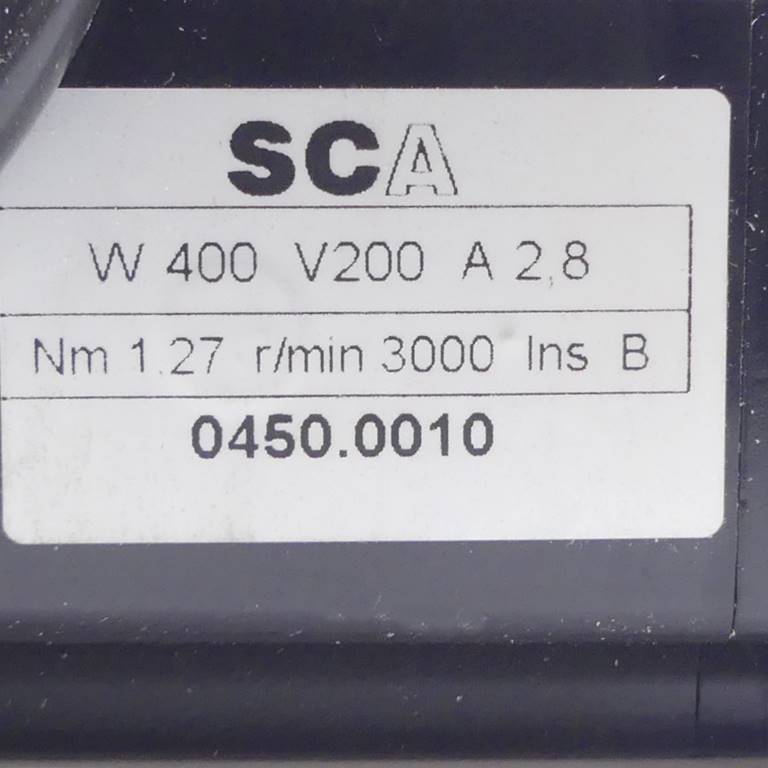 SCA
W 400 V200 A 2,8
Nm 1.27 r/min 3000 Ins B
0450.0010